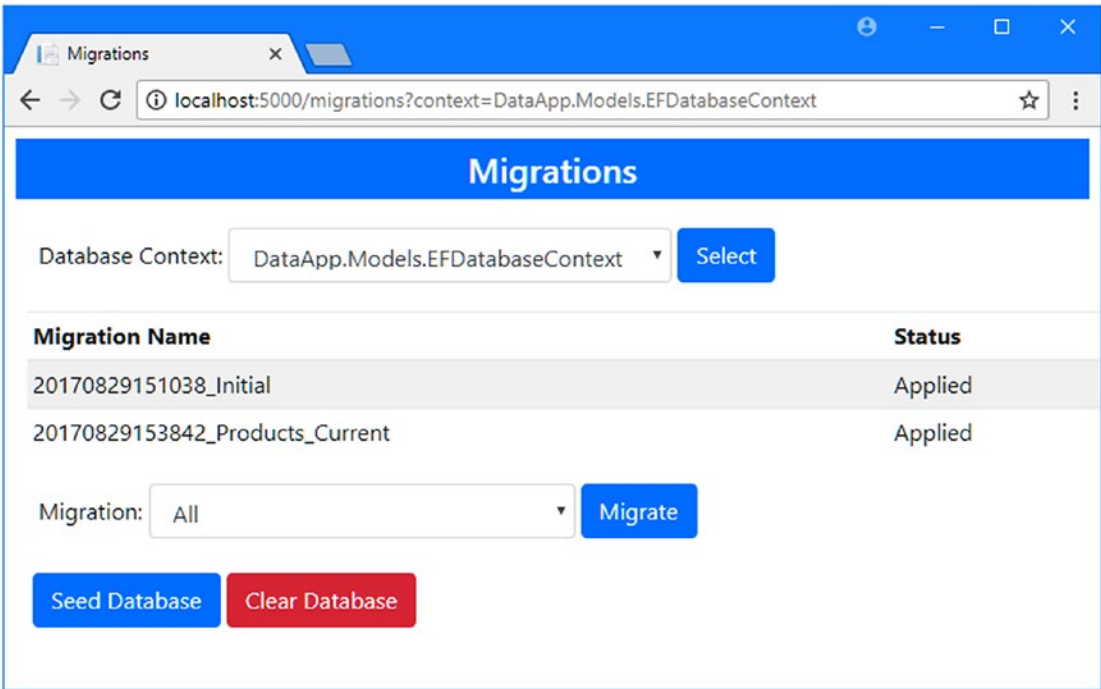 Migrations
localhost:5000/migrations?context=DataApp.Models.EFDatabaseContext
Migrations
Database Context: DataApp.Models.EFDatabaseContext Select
Migration Name Status
20170829151038_Initial Applied
20170829153842_Products_Current Applied
Migration: All Migrate
Seed Database Clear Database